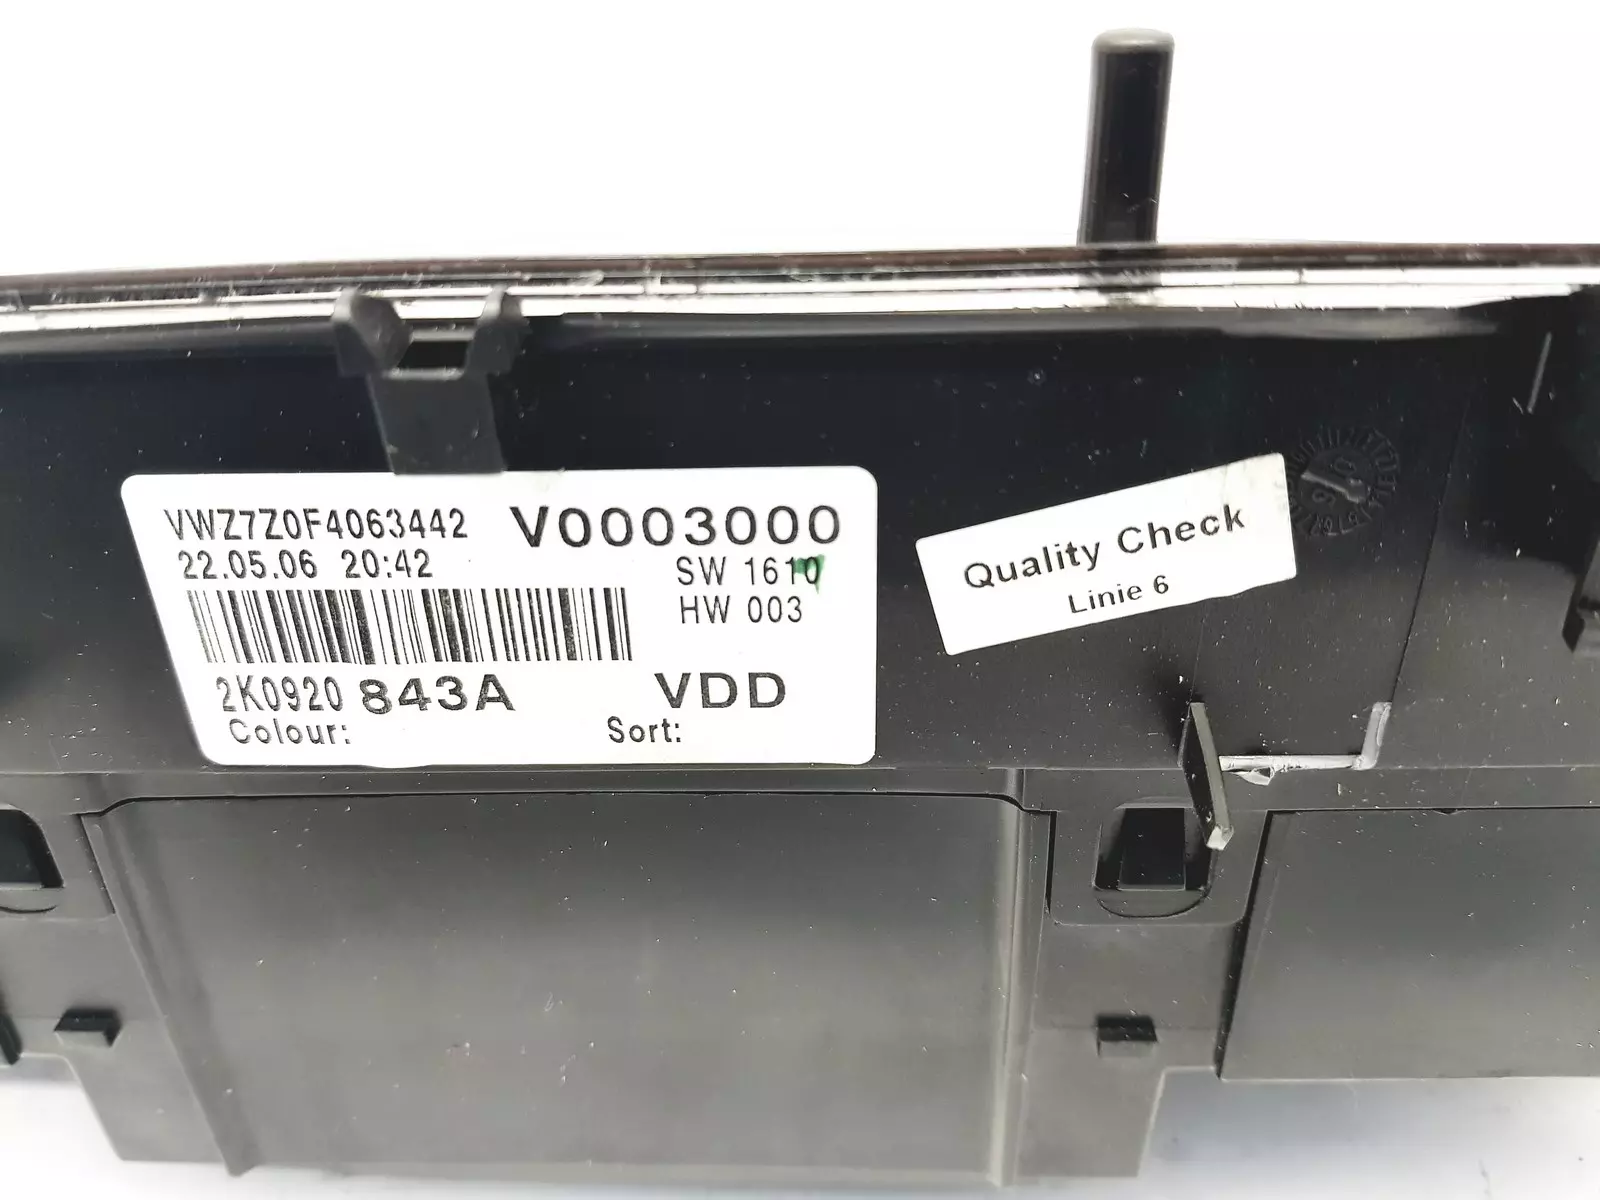 VWZ7Z0F4063442 V0003000
22.05.06 20:42 SW 1610
HW 003
2K0920 843A VDD
Colour: Sort:
Quality Check
Linie 6